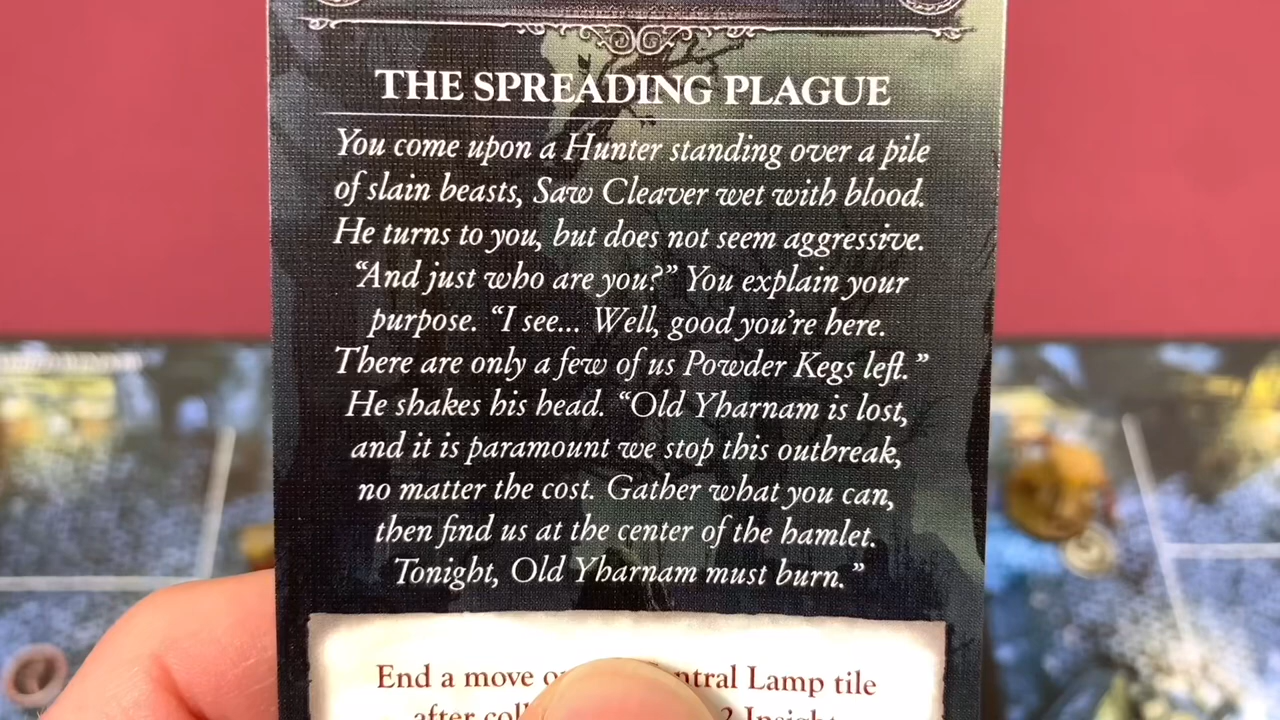 THE SPREADING PLAGUE
You come upon a Hunter standing over a pile
of slain beasts, Saw Cleaver wet with blood.
He turns to you, but does not seem aggressive.
“And just who are you?” You explain your
purpose. “I see... Well, good you’re here.
There are only a few of us Powder Kegs left.”
He shakes his head. “Old Yharnam is lost,
and it is paramount we stop this outbreak,
no matter the cost. Gather what you can,
then find us at the center of the hamlet.
Tonight, Old Yharnam must burn.”
End a move Lamp tile
after 2 Insight